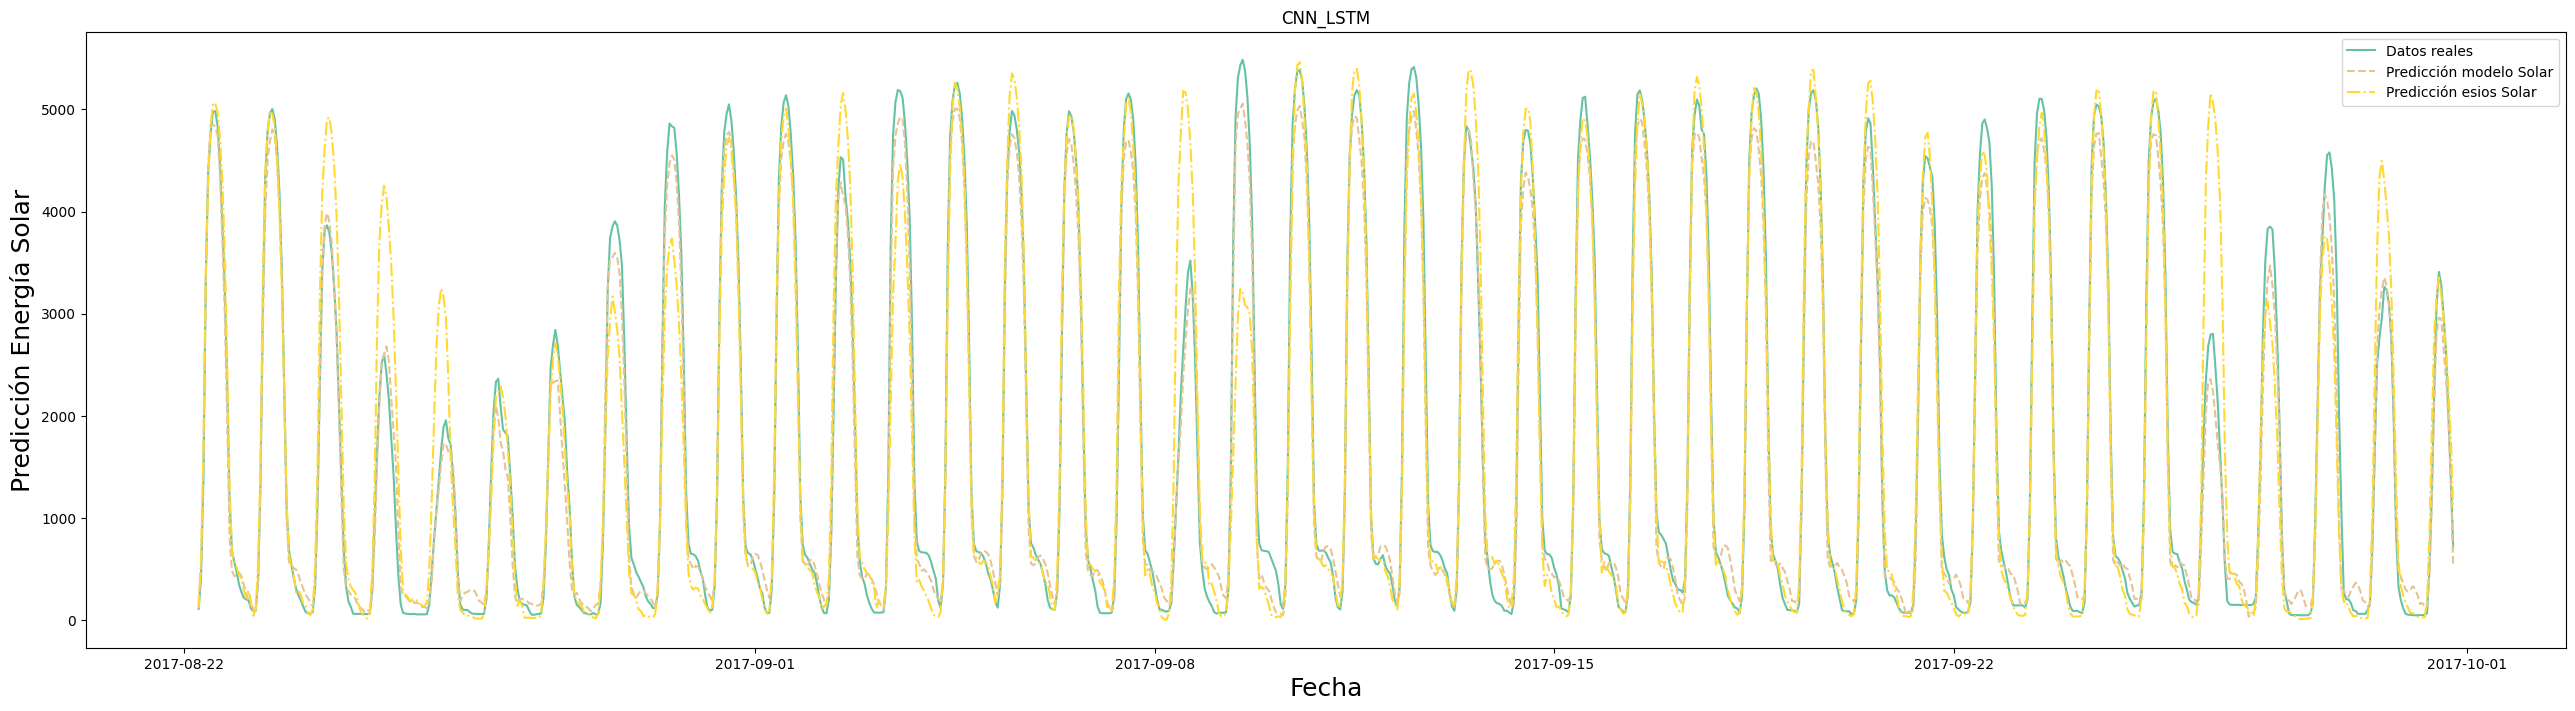 CNN_LSTM
Datos reales
Predicción modelo Solar
Predicción esios Solar
Predicción Energía Solar
5000
4000
3000
2000
1000
0
2017-08-22
2017-09-01
2017-09-08
2017-09-15
2017-09-22
2017-10-01
Fecha